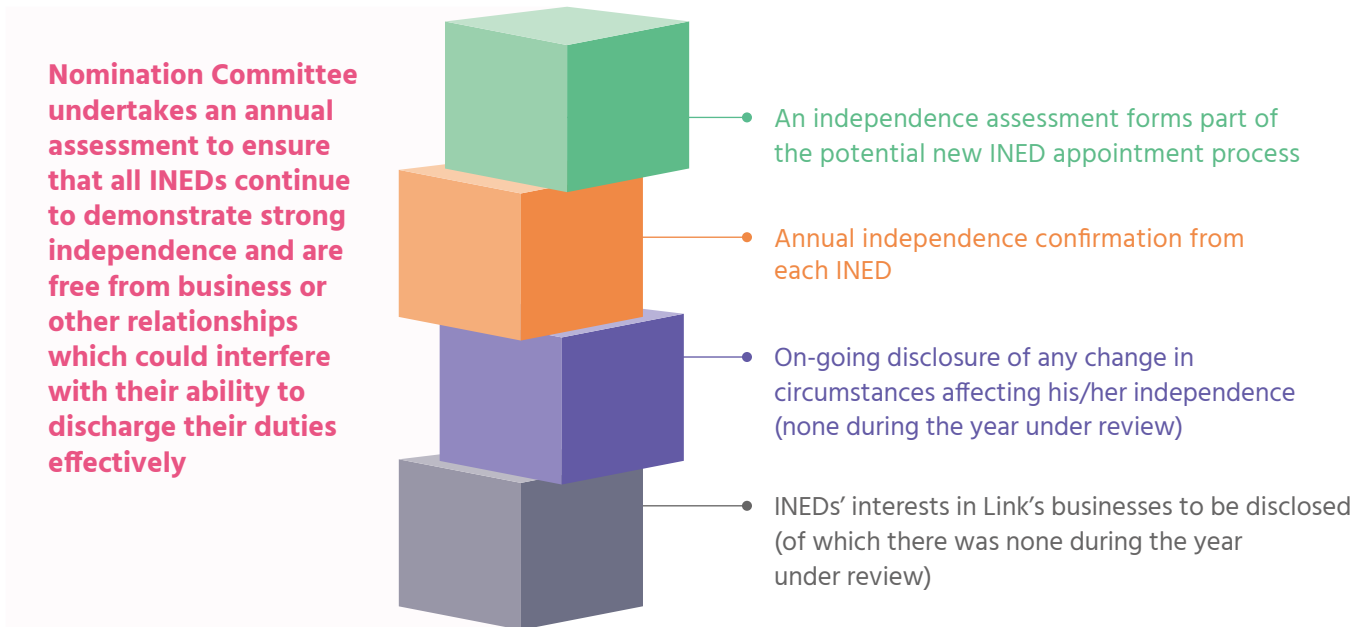 Nomination Committee
undertakes an annual
assessment to ensure
that all INEDs continue
to demonstrate strong
independence and are
free from business or
other relationships
which could interfere
with their ability to
discharge their duties
effectively
An independence assessment forms part of
the potential new INED appointment process
Annual independence confirmation from
each INED
On-going disclosure of any change in
circumstances affecting his/her independence
(none during the year under review)
INEDs’ interests in Link’s businesses to be disclosed
(of which there was none during the year
under review)